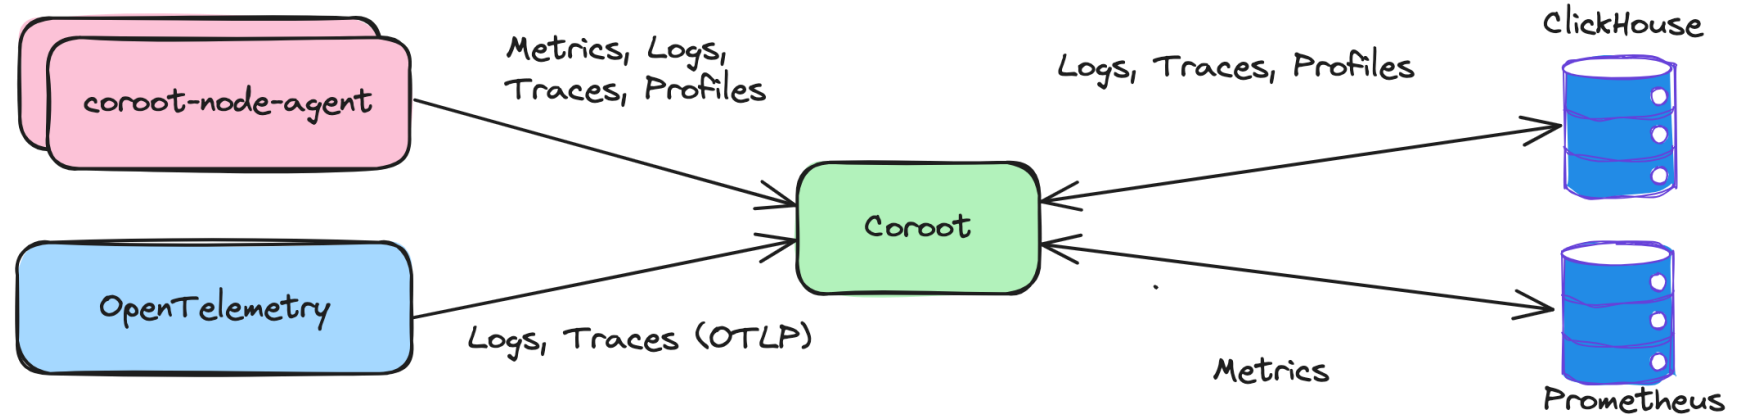 ClickHouse
Metrics, Logs,
Traces, Profiles
Logs, Traces, Profiles
coroot-node-agent
Coroot
OpenTelemetry
Logs, Traces (OTLP)
Metrics
Prometheus